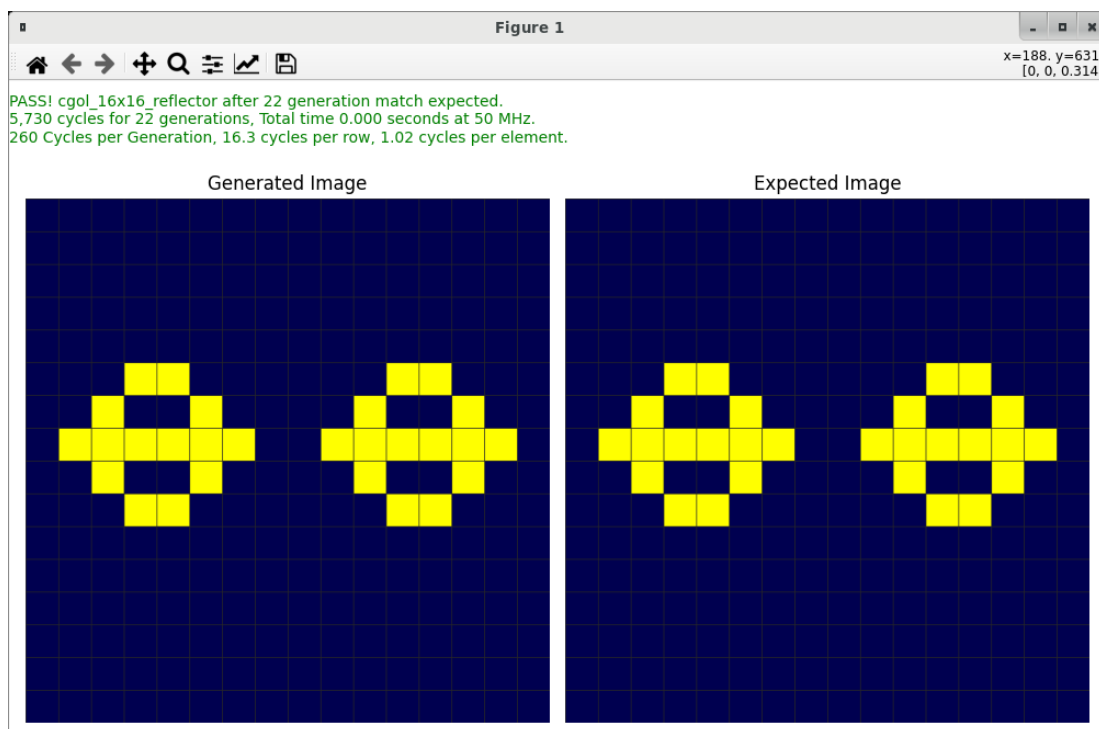 Figure 1
x=188. y=631
[0, 0, 0.314
PASS! cgol_16x16_reflector after 22 generation match expected.
5,730 cycles for 22 generations, Total time 0.000 seconds at 50 MHz.
260 Cycles per Generation, 16.3 cycles per row, 1.02 cycles per element.
Generated Image
Expected Image